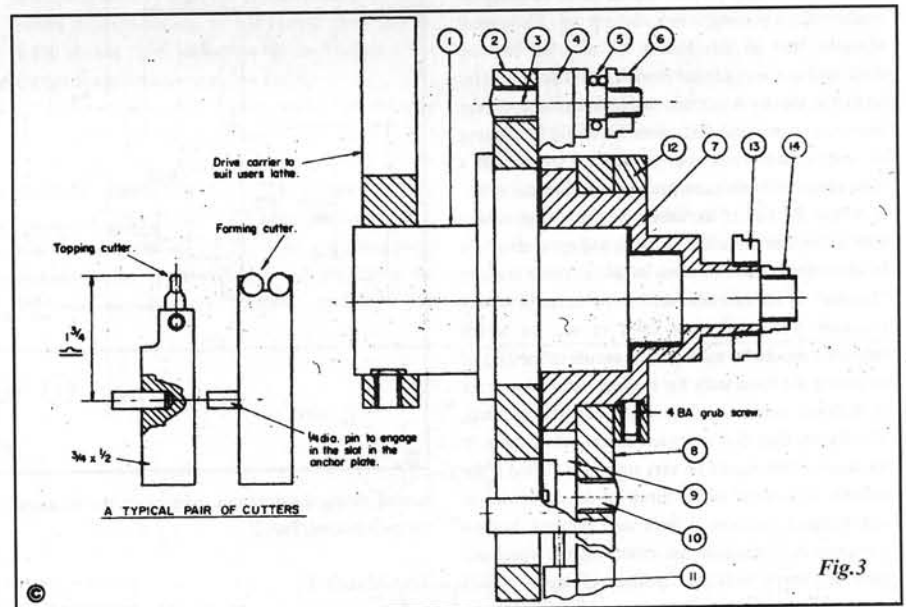 1
2
3
4
5
6
12
7
13
14
Drive carrier to
suit users lathe.
Topping cutter
Forming cutter.
1 3/4
1/4 dia. pin to engage
in the slot in the
anchor plate.
3/4 x 1/2
A TYPICAL PAIR OF CUTTERS
4 BA grub screw.
8
9
10
11
Fig.3
©